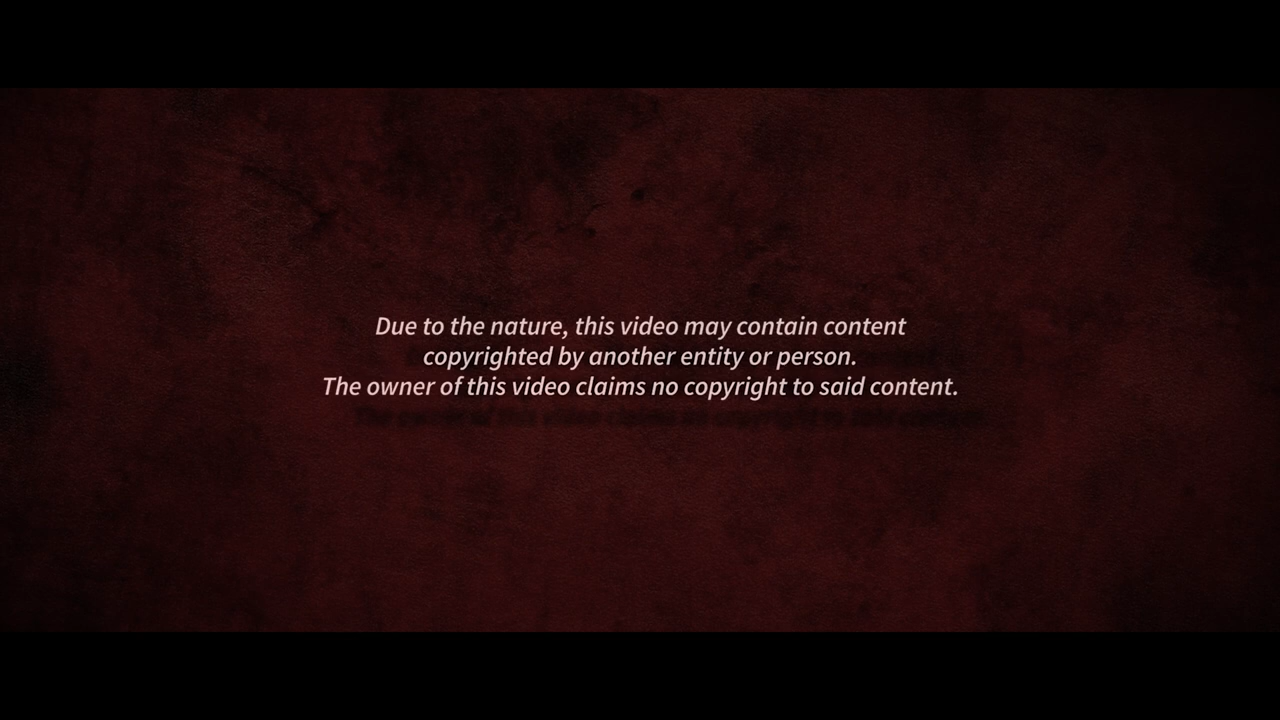 Due to the nature, this video may contain content
copyrighted by another entity or person.
The owner of this video claims no copyright to said content.